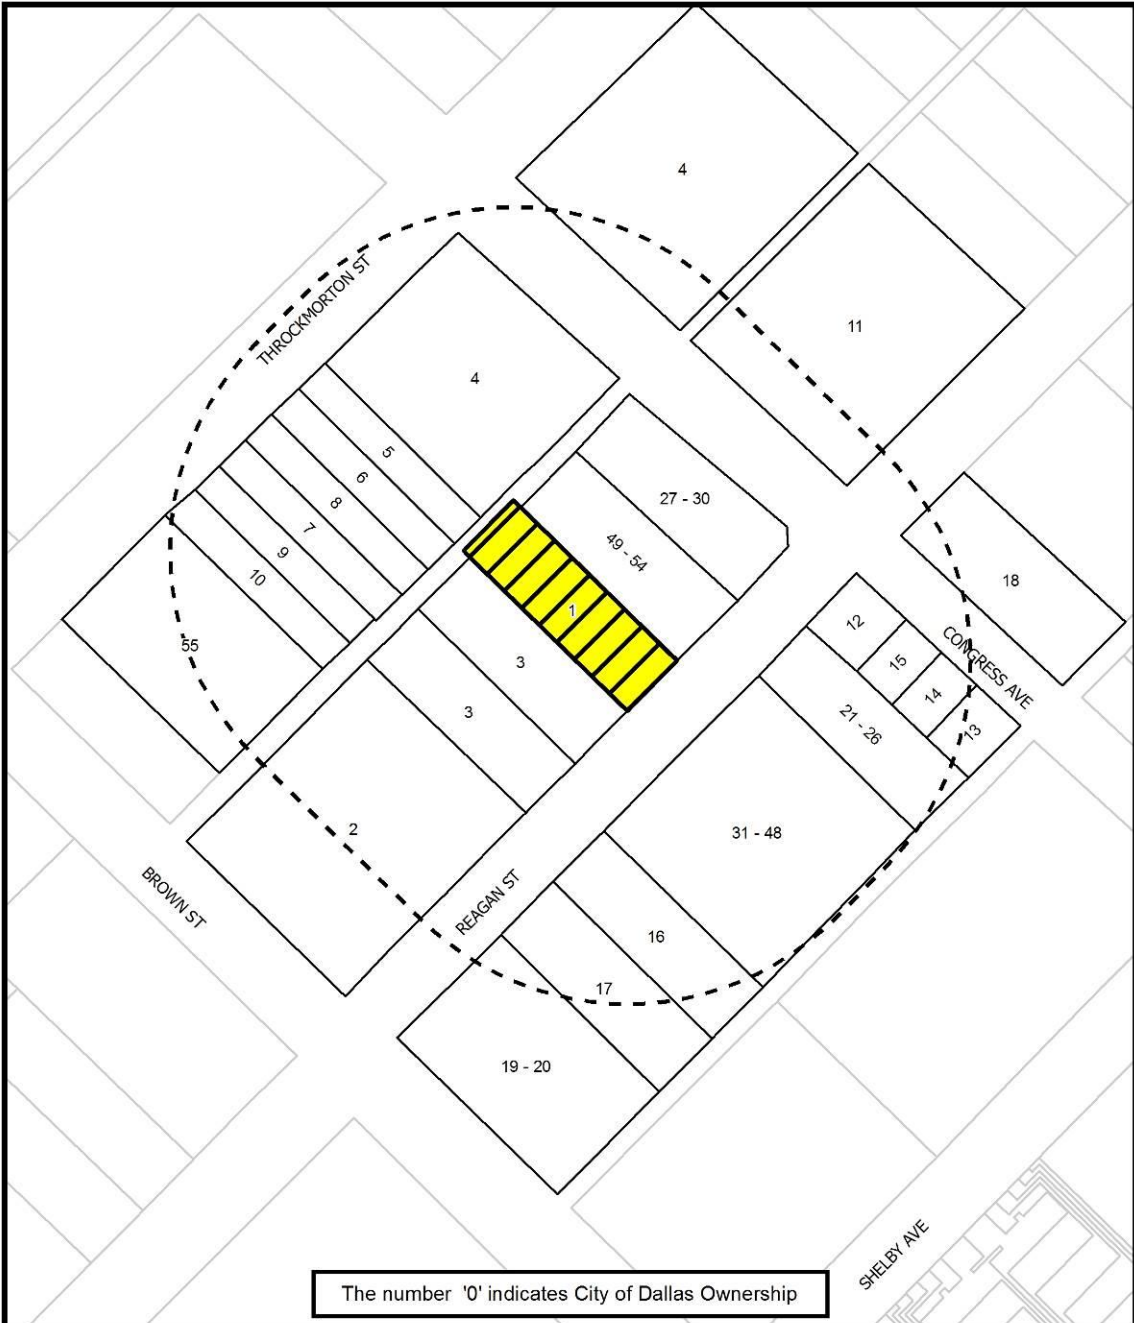 4
THROCKMORTON ST
11
4
5
6
8
7
9
10
27 - 30
49 - 54
18
1
12
15
14
13
CONGRESS AVE
55
3
3
21 - 26
2
31 - 48
BROWN ST
REAGAN ST
16
17
19 - 20
SHELBY AVE
The number '0' indicates City of Dallas Ownership